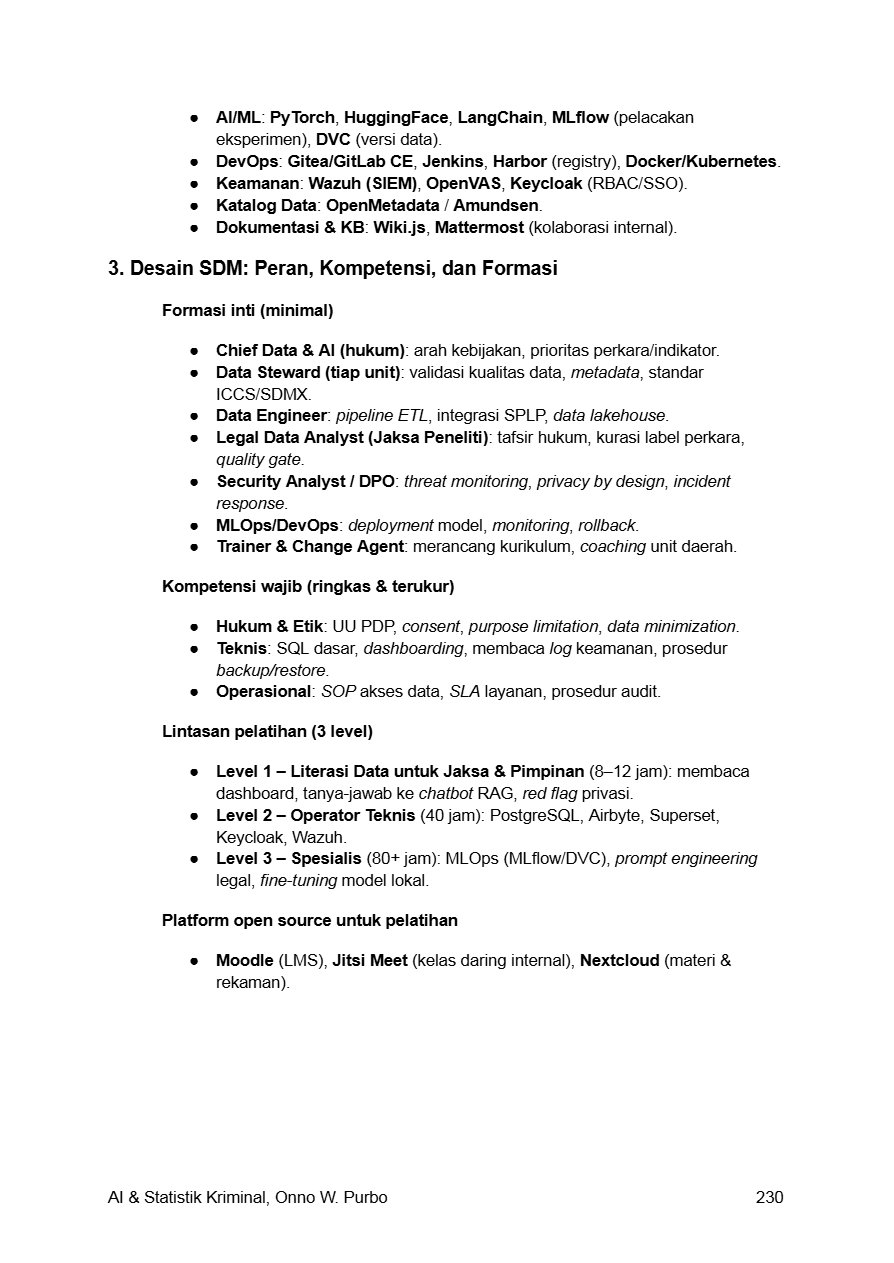 ● AI/ML: PyTorch, HuggingFace, LangChain, MLflow (pelacakan
eksperimen), DVC (versi data).
● DevOps: Gitea/GitLab CE, Jenkins, Harbor (registry), Docker/Kubernetes.
● Keamanan: Wazuh (SIEM), OpenVAS, Keycloak (RBAC/SSO).
● Katalog Data: OpenMetadata / Amundsen.
● Dokumentasi & KB: Wiki.js, Mattermost (kolaborasi internal).
3. Desain SDM: Peran, Kompetensi, dan Formasi
Formasi inti (minimal)
● Chief Data & AI (hukum): arah kebijakan, prioritas perkara/indikator.
● Data Steward (tiap unit): validasi kualitas data, metadata, standar
ICCS/SDMX.
● Data Engineer: pipeline ETL, integrasi SPLP, data lakehouse.
● Legal Data Analyst (Jaksa Peneliti): tafsir hukum, kurasi label perkara,
quality gate.
● Security Analyst / DPO: threat monitoring, privacy by design, incident
response.
● MLOps/DevOps: deployment model, monitoring, rollback.
● Trainer & Change Agent: merancang kurikulum, coaching unit daerah.
Kompetensi wajib (ringkas & terukur)
● Hukum & Etik: UU PDP, consent, purpose limitation, data minimization.
● Teknis: SQL dasar, dashboarding, membaca log keamanan, prosedur
backup/restore.
● Operasional: SOP akses data, SLA layanan, prosedur audit.
Lintasan pelatihan (3 level)
● Level 1 – Literasi Data untuk Jaksa & Pimpinan (8–12 jam): membaca
dashboard, tanya-jawab ke chatbot RAG, red flag privasi.
● Level 2 – Operator Teknis (40 jam): PostgreSQL, Airbyte, Superset,
Keycloak, Wazuh.
● Level 3 – Spesialis (80+ jam): MLOps (MLflow/DVC), prompt engineering
legal, fine-tuning model lokal.
Platform open source untuk pelatihan
● Moodle (LMS), Jitsi Meet (kelas daring internal), Nextcloud (materi &
rekaman).
AI & Statistik Kriminal, Onno W. Purbo 230